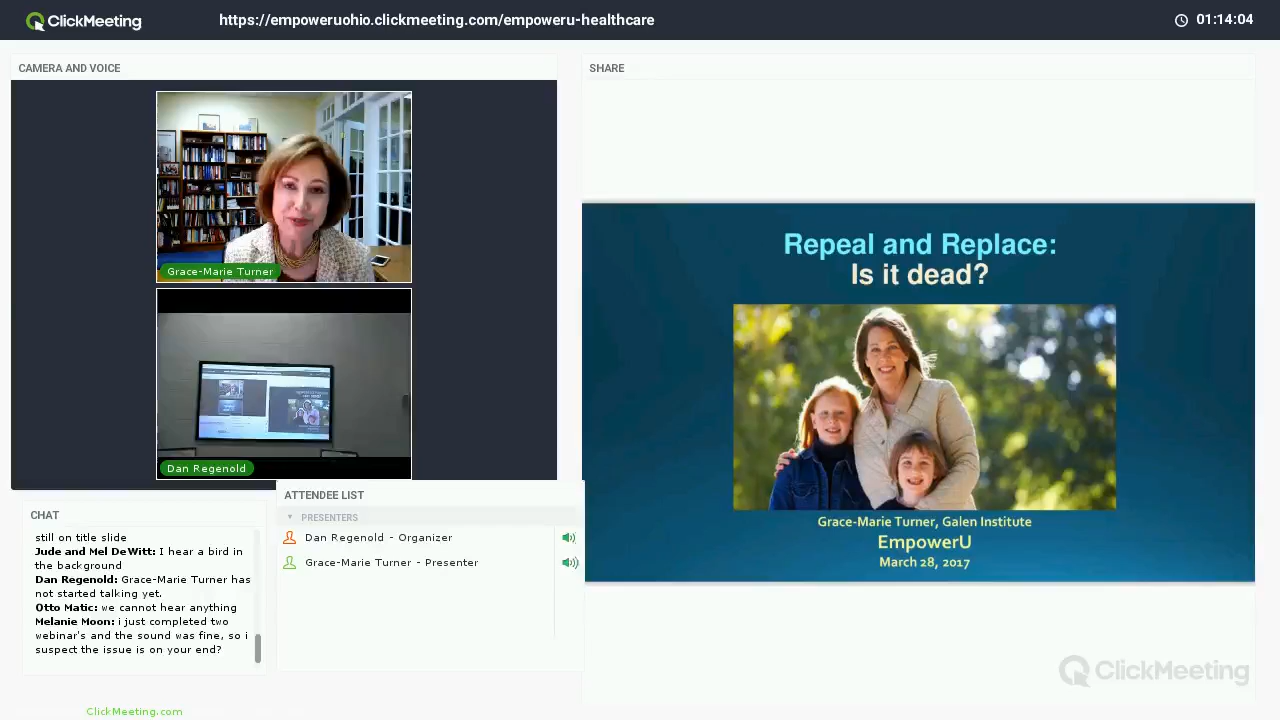 ClickMeeting
https://empoweruohio.clickmeeting.com/empoweru-healthcare
01:14:04
CAMERA AND VOICE
Grace-Marie Turner
Dan Regenold
CHAT
still on title slide
Jude and Mel DeWitt: I hear a bird in
the background
Dan Regenold: Grace-Marie Turner has
not started talking yet.
Otto Matic: we cannot hear anything
Melanie Moon: i just completed two
webinar's and the sound was fine, so i
suspect the issue is on your end?
ClickMeeting.com
ATTENDEE LIST
PRESENTERS
Dan Regenold - Organizer
Grace-Marie Turner - Presenter
SHARE
Repeal and Replace:
Is it dead?
Grace-Marie Turner, Galen Institute
EmpowerU
March 28, 2017
ClickMeeting